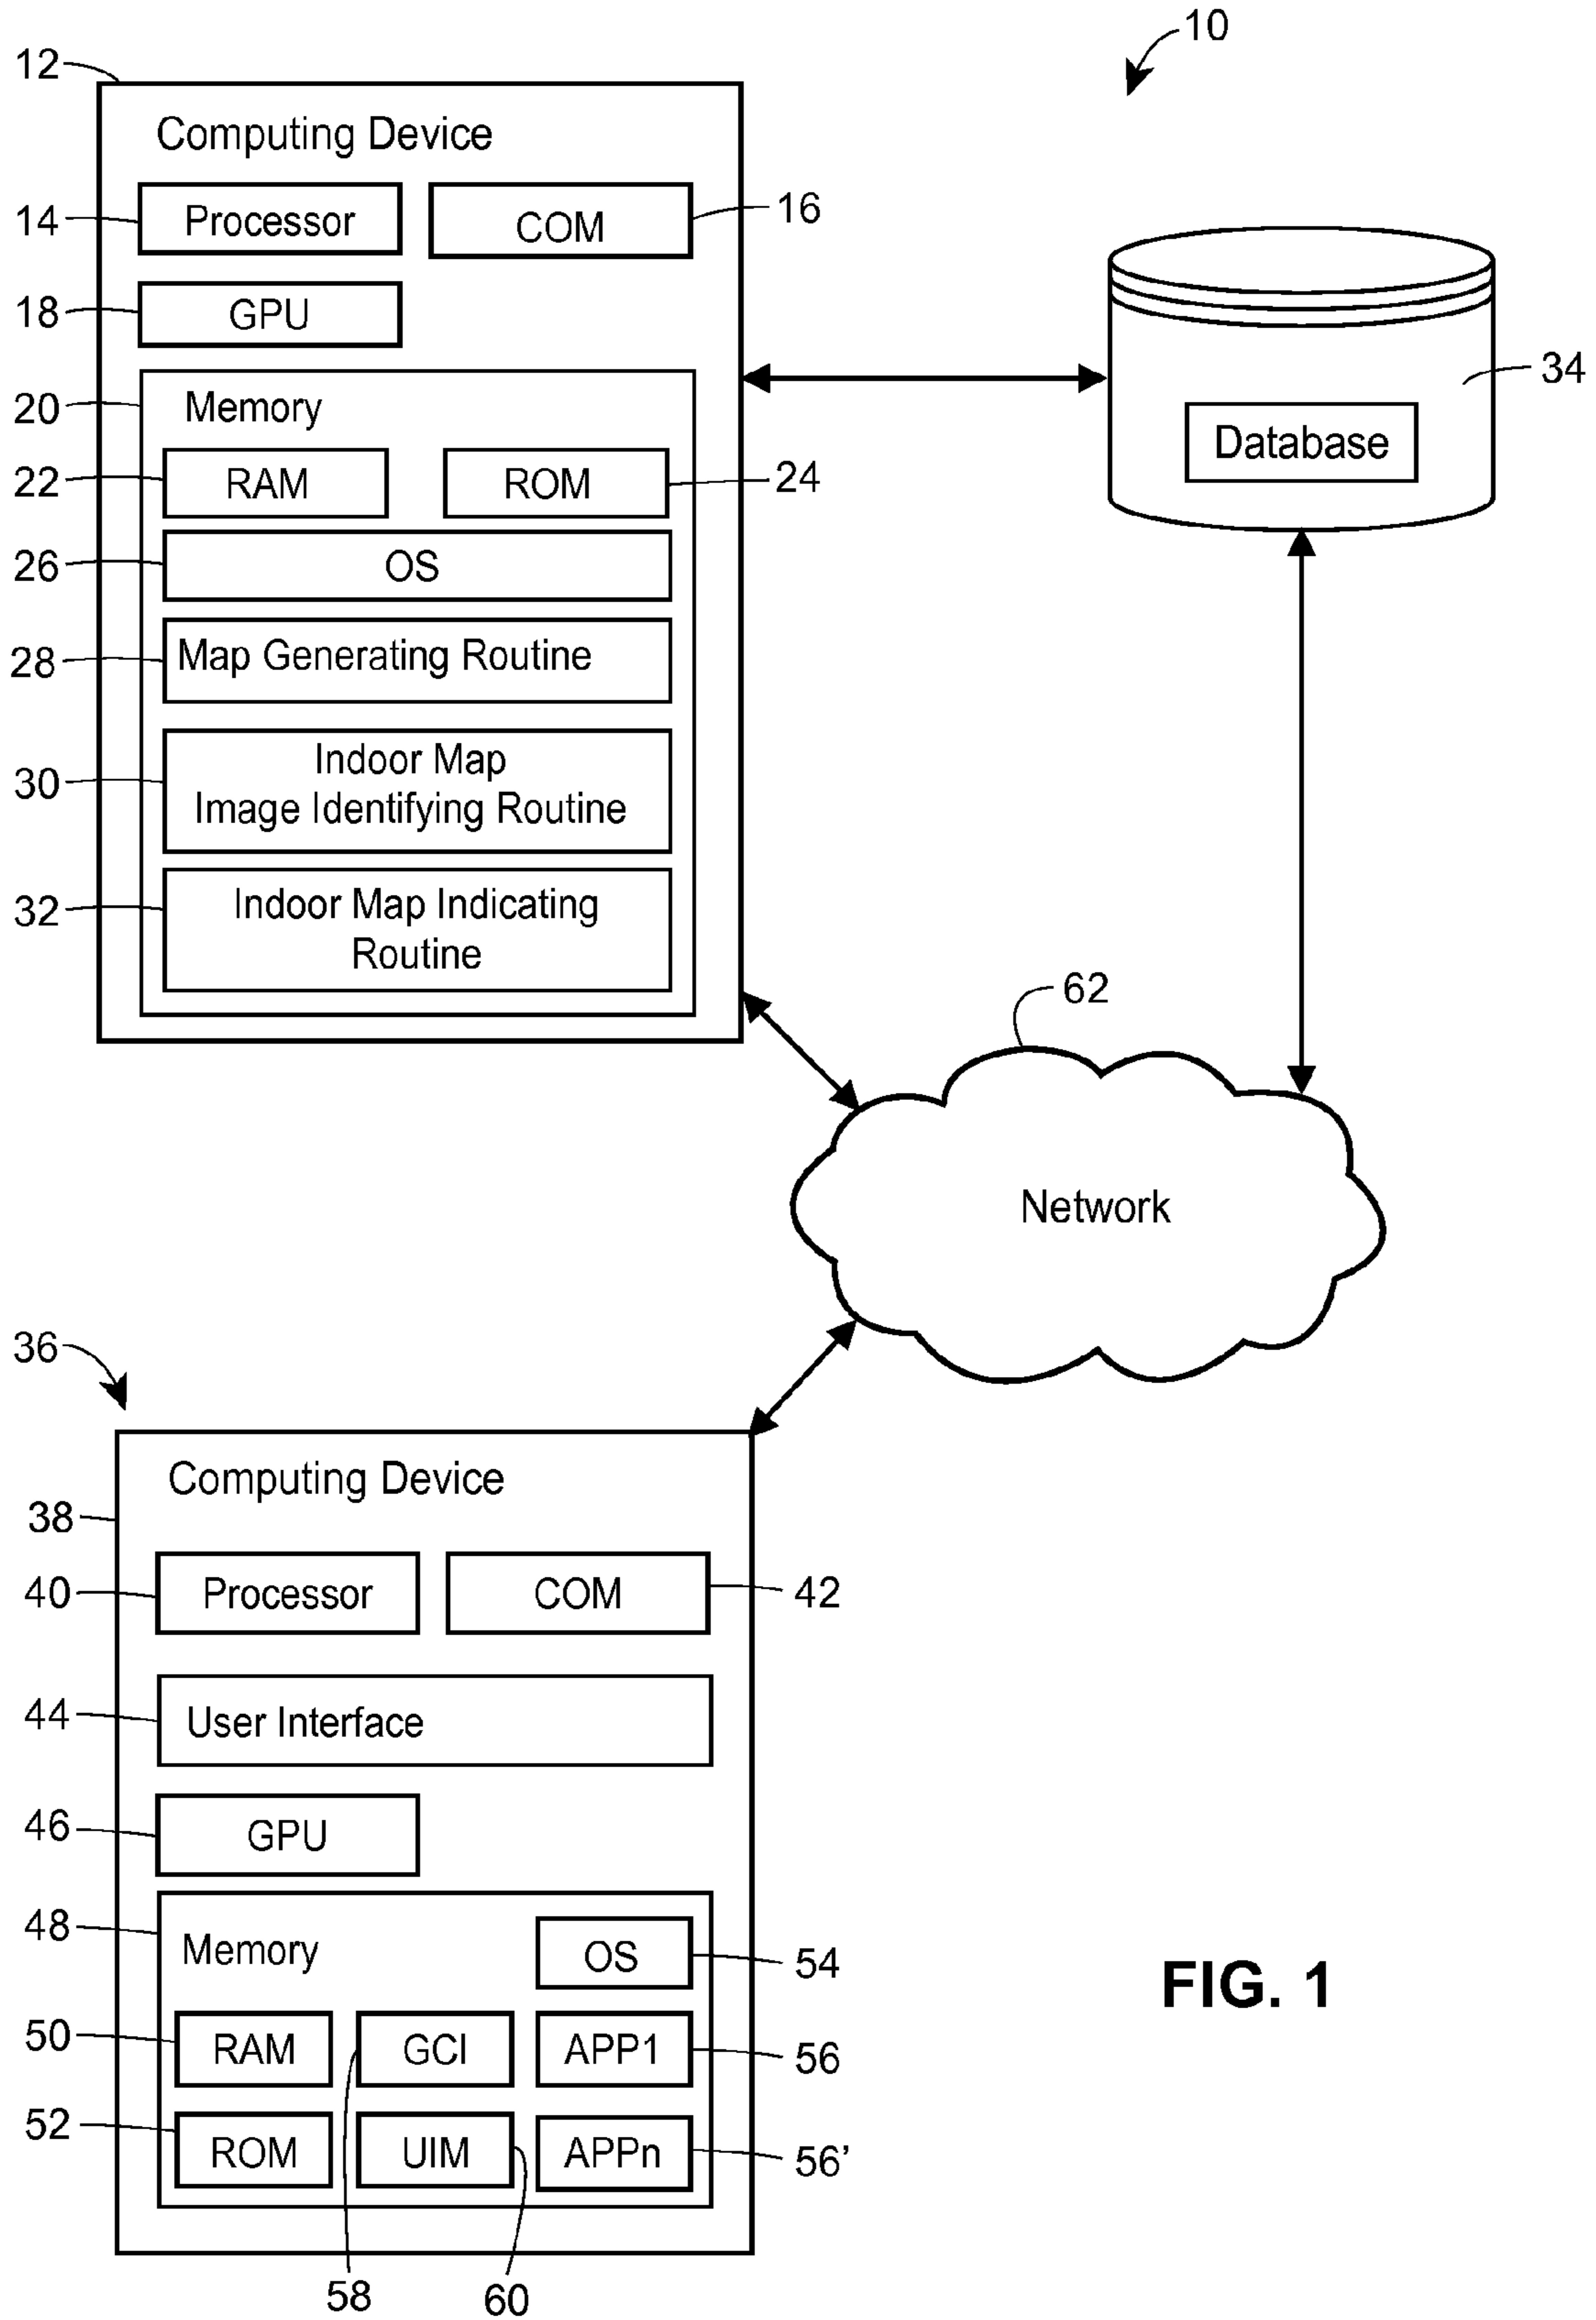 10
12
Computing Device
14
Processor
COM
16
18
GPU
20
Memory
22
RAM
ROM
24
26
OS
28
Map Generating Routine
30
Indoor Map
Image Identifying Routine
32
Indoor Map Indicating
Routine
34
Database
62
Network
36
Computing Device
38
40
Processor
COM
42
44
User Interface
46
GPU
48
Memory
OS
54
50
RAM
GCI
APP1
56
52
ROM
UIM
APPn
56’
58
60
FIG. 1